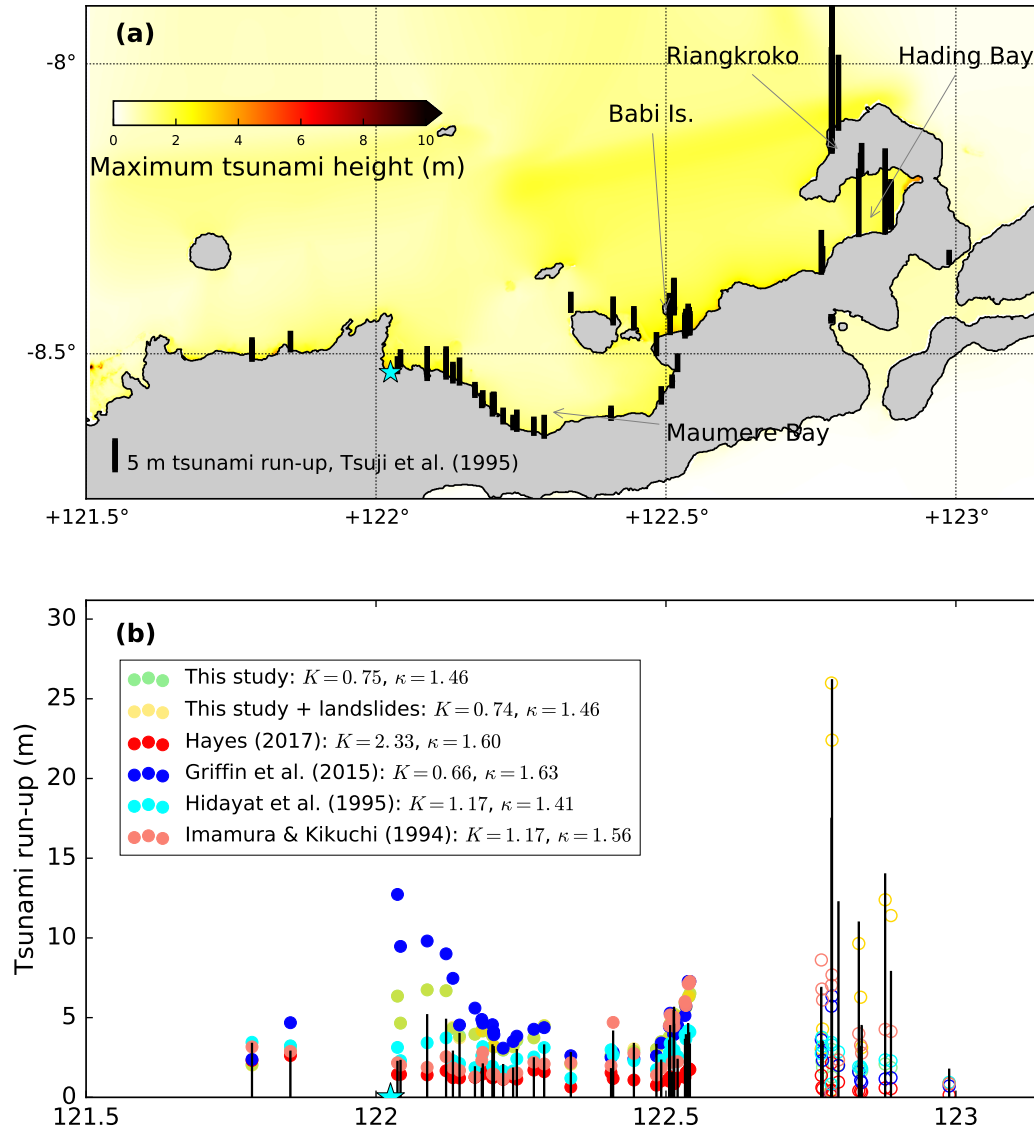 (a)
-8°
Riangkroko
Hading Bay
Babi Is.
0 2 4 6 8 10
Maximum tsunami height (m)
-8.5°
Maumere Bay
5 m tsunami run-up, Tsuji et al. (1995)
+121.5° +122° +122.5° +123°
(b)
Tsunami run-up (m)
30
25
20
15
10
5
0
This study: K=0.75, κ=1.46
This study + landslides: K=0.74, κ=1.46
Hayes (2017): K=2.33, κ=1.60
Griffin et al. (2015): K=0.66, κ=1.63
Hidayat et al. (1995): K=1.17, κ=1.41
Imamura & Kikuchi (1994): K=1.17, κ=1.56
121.5 122 122.5 123